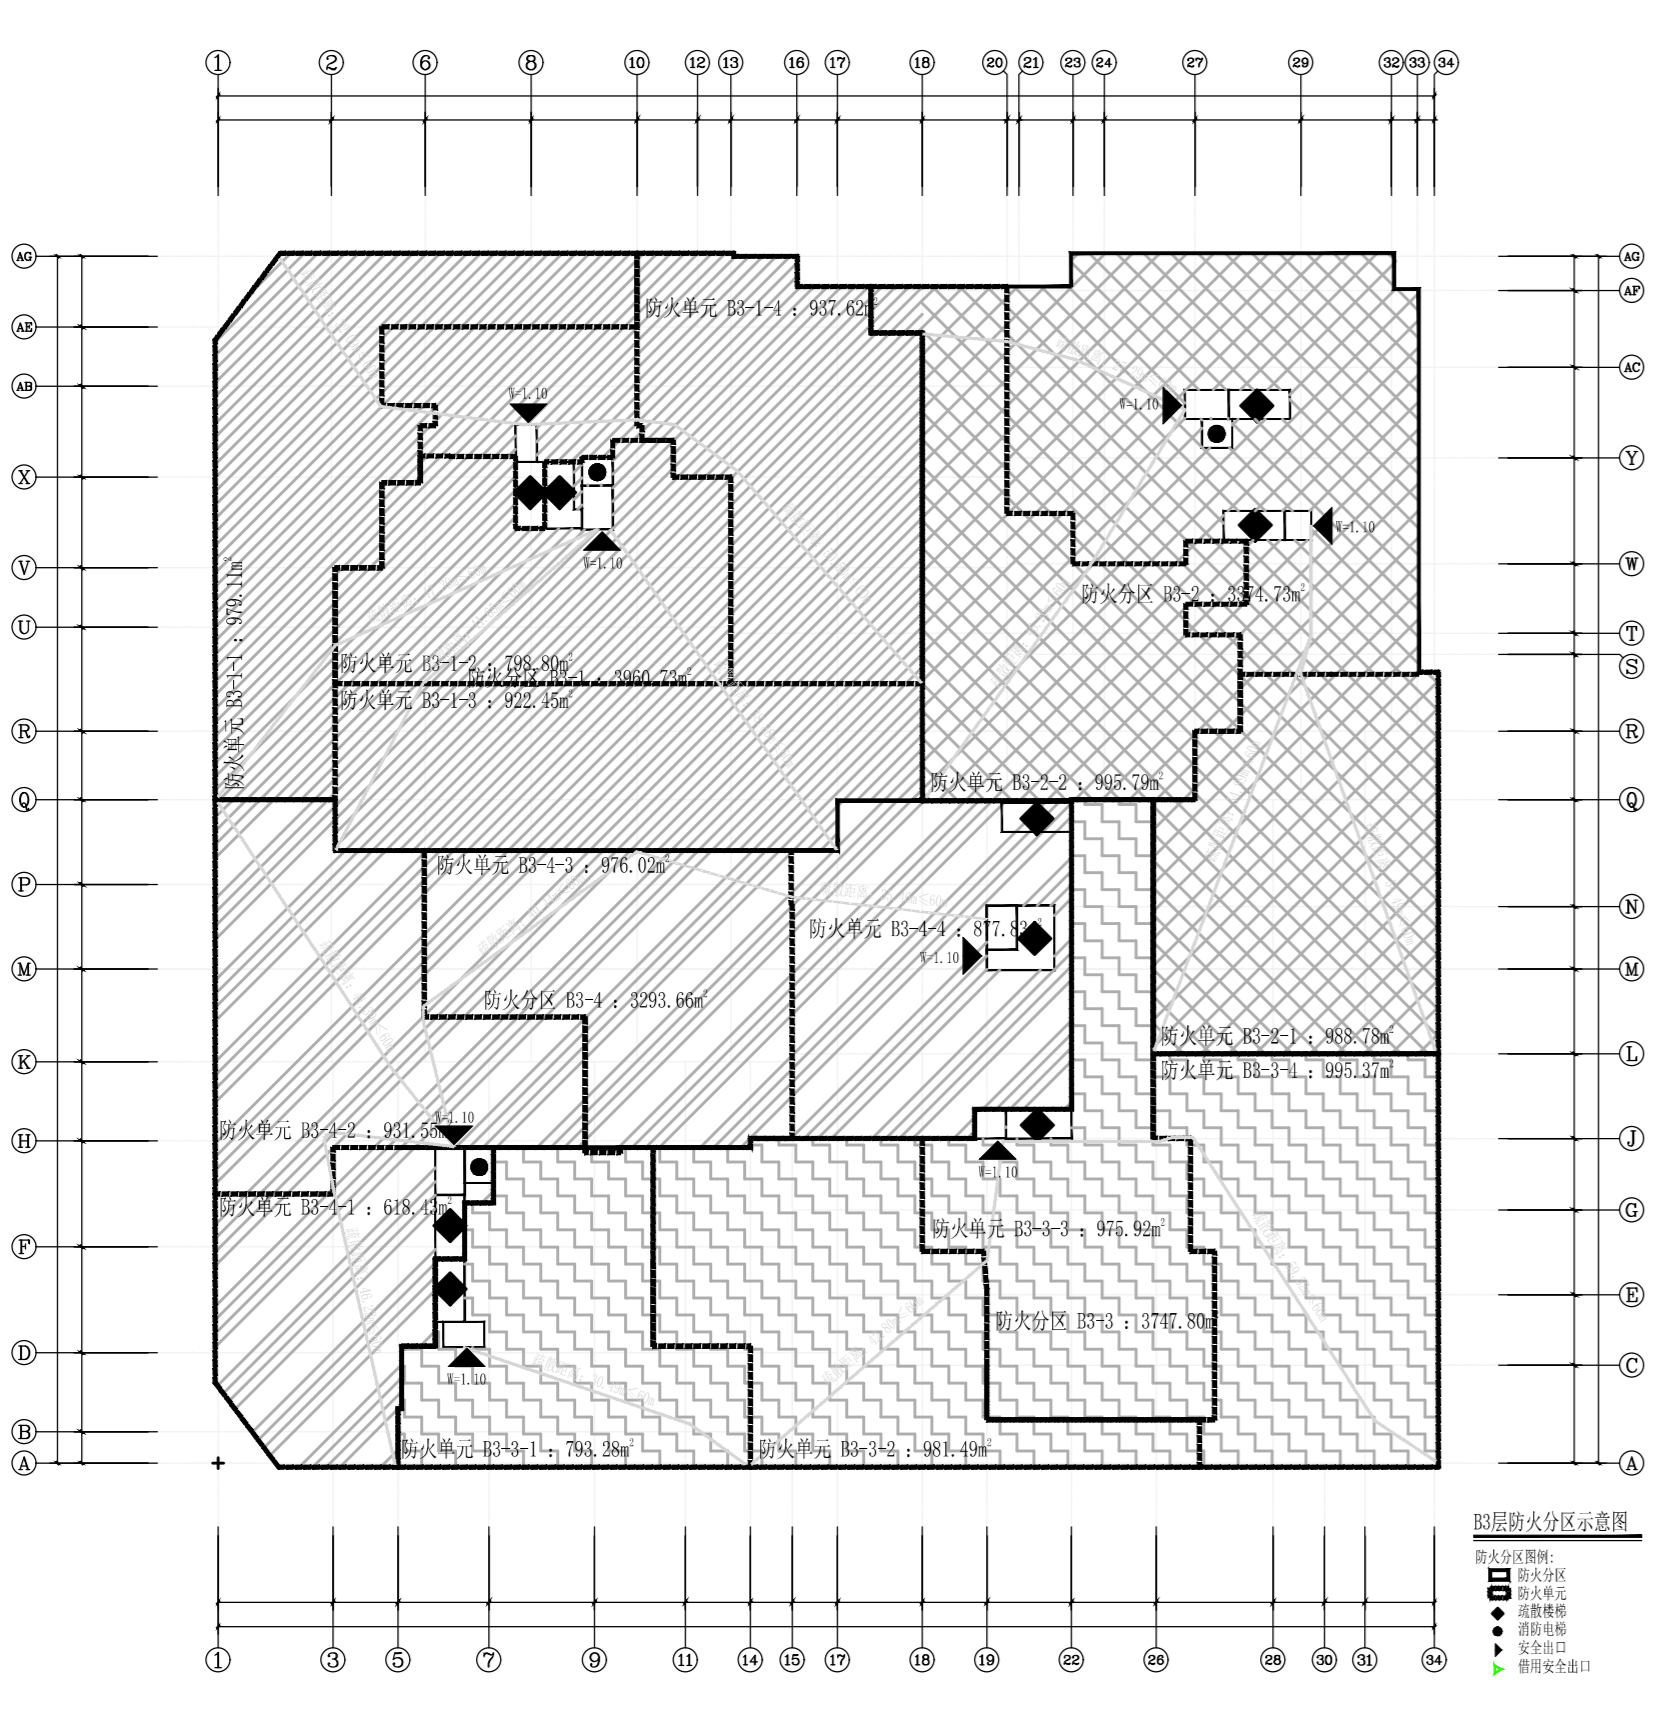 1 2 6 8 10 12 13 16 17 18 20 21 23 24 27 29 32 33 34
AG AE AB X V U R Q P M K H F D B A
AG AF AC Y W T S R Q N M L J G E C A
防火单元 B3-1-4 : 937.62m²
W=1.10
W=1.10
W=1.10
W=1.10
防火单元 B3-1-1 : 979.11m²
防火分区 B3-2 : 3374.73m²
防火单元 B3-1-2 : 798.80m²
防火分区 B3-1 : 3960.73m²
防火单元 B3-1-3 : 922.45m²
防火单元 B3-2-2 : 995.79m²
防火单元 B3-4-3 : 976.02m²
防火单元 B3-4-4 : 877.83m²
W=1.10
防火分区 B3-4 : 3293.66m²
防火单元 B3-2-1 : 988.78m²
防火单元 B3-3-4 : 995.37m²
W=1.10
防火单元 B3-4-2 : 931.55m²
W=1.10
防火单元 B3-4-1 : 618.43m²
防火单元 B3-3-3 : 975.92m²
防火分区 B3-3 : 3747.80m²
W=1.10
防火单元 B3-3-1 : 793.28m²
防火单元 B3-3-2 : 981.49m²
B3层防火分区示意图
防火分区图例:
防火分区
防火单元
疏散楼梯
消防电梯
安全出口
借用安全出口
1 3 5 7 9 11 14 15 17 18 19 22 26 28 30 31 34